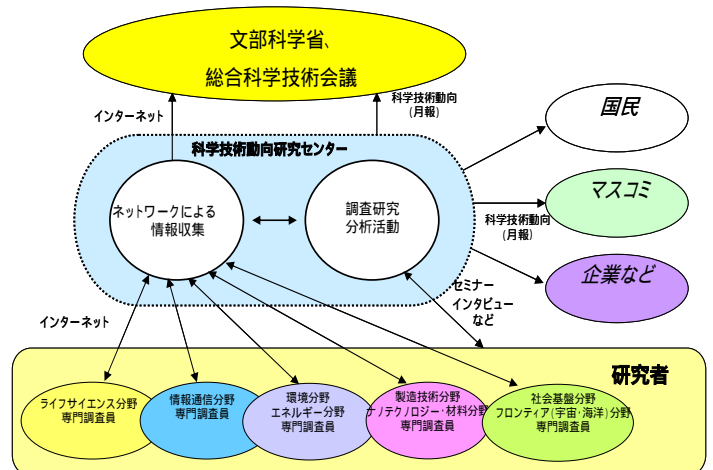 文部科学省、
総合科学技術会議
インターネット
科学技術動向
(月報)
科学技術動向研究センター
国民
ネットワークによる
情報収集
調査研究
分析活動
マスコミ
科学技術動向
(月報)
企業など
セミナー
インタビュー
など
インターネット
研究者
ライフサイエンス分野
専門調査員
情報通信分野
専門調査員
環境分野
エネルギー分野
専門調査員
製造技術分野
ナノテクノロジー・材料分野
専門調査員
社会基盤分野
フロンティア(宇宙・海洋)分野
専門調査員